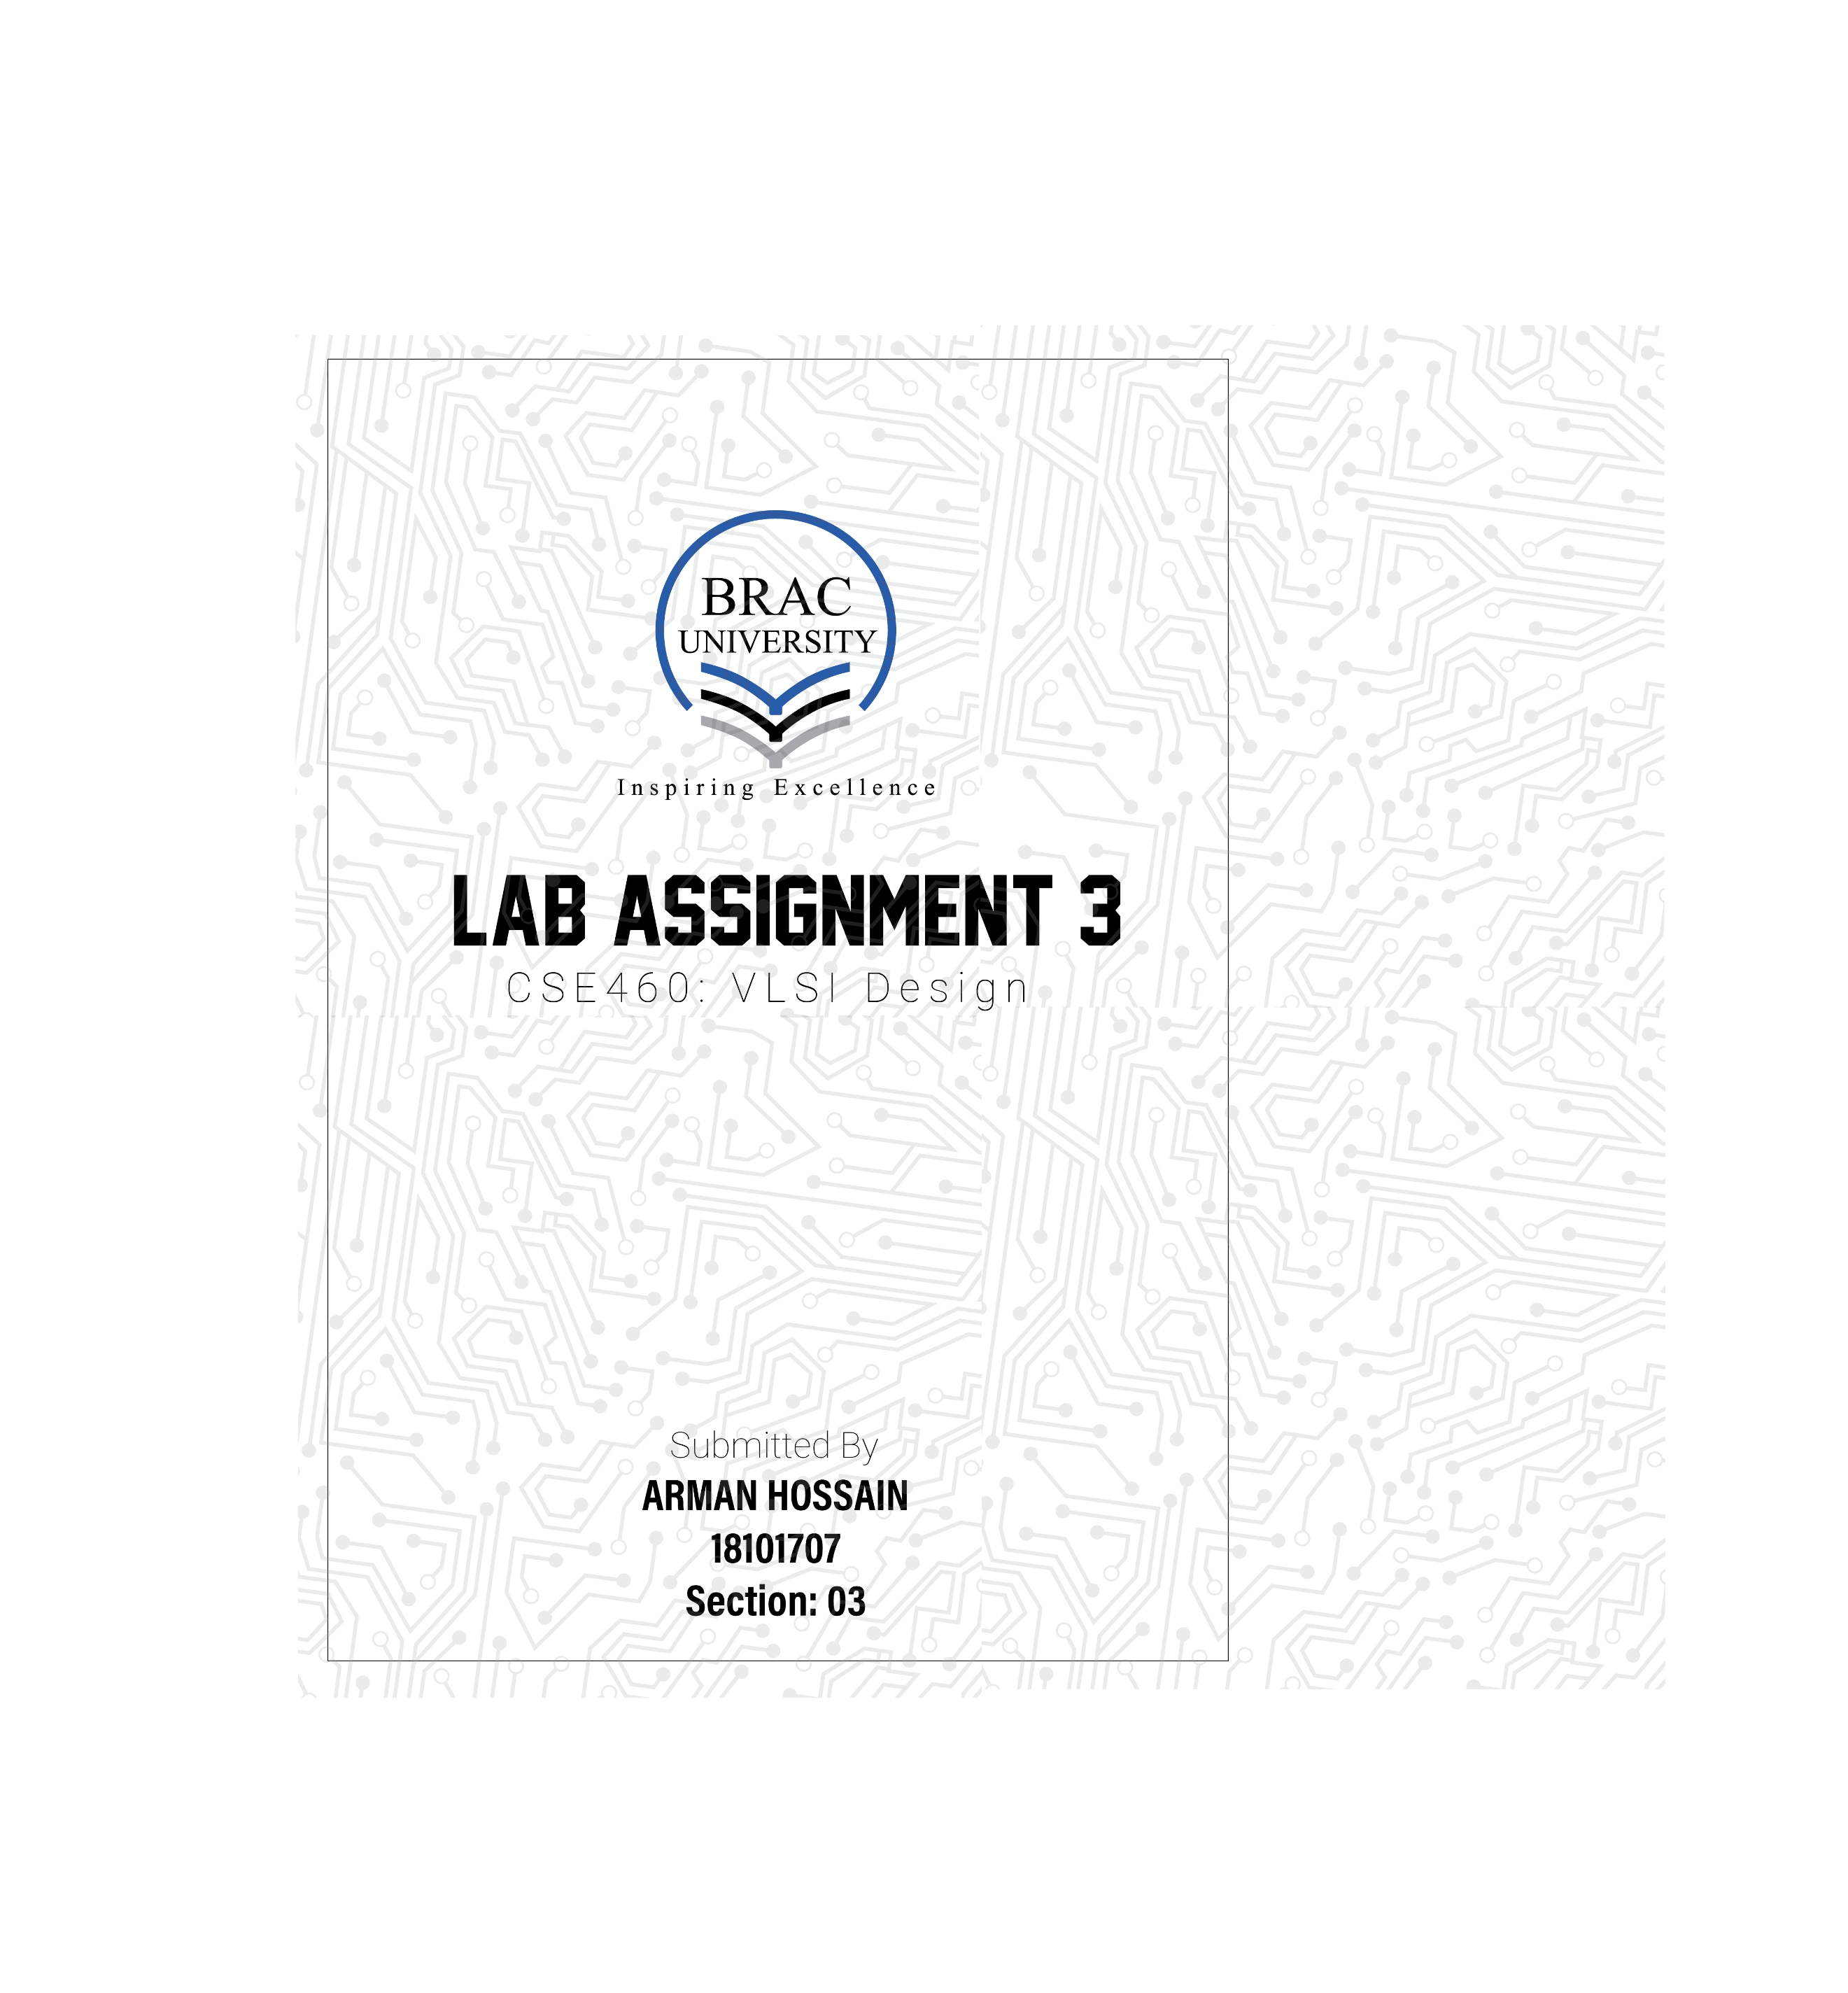 BRAC
UNIVERSITY
Inspiring Excellence
LAB ASSIGNMENT 3
CSE460: VLSI Design
Submitted By
ARMAN HOSSAIN
18101707
Section: 03